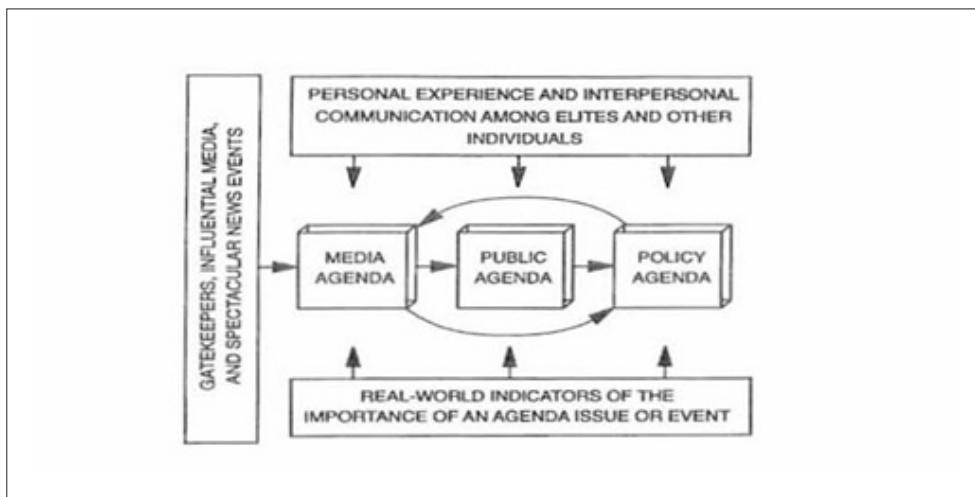 GATEKEEPERS, INFLUENTIAL MEDIA,
AND SPECTACULAR NEWS EVENTS
PERSONAL EXPERIENCE AND INTERPERSONAL
COMMUNICATION AMONG ELITES AND OTHER
INDIVIDUALS
MEDIA
AGENDA
PUBLIC
AGENDA
POLICY
AGENDA
REAL-WORLD INDICATORS OF THE
IMPORTANCE OF AN AGENDA ISSUE OR EVENT